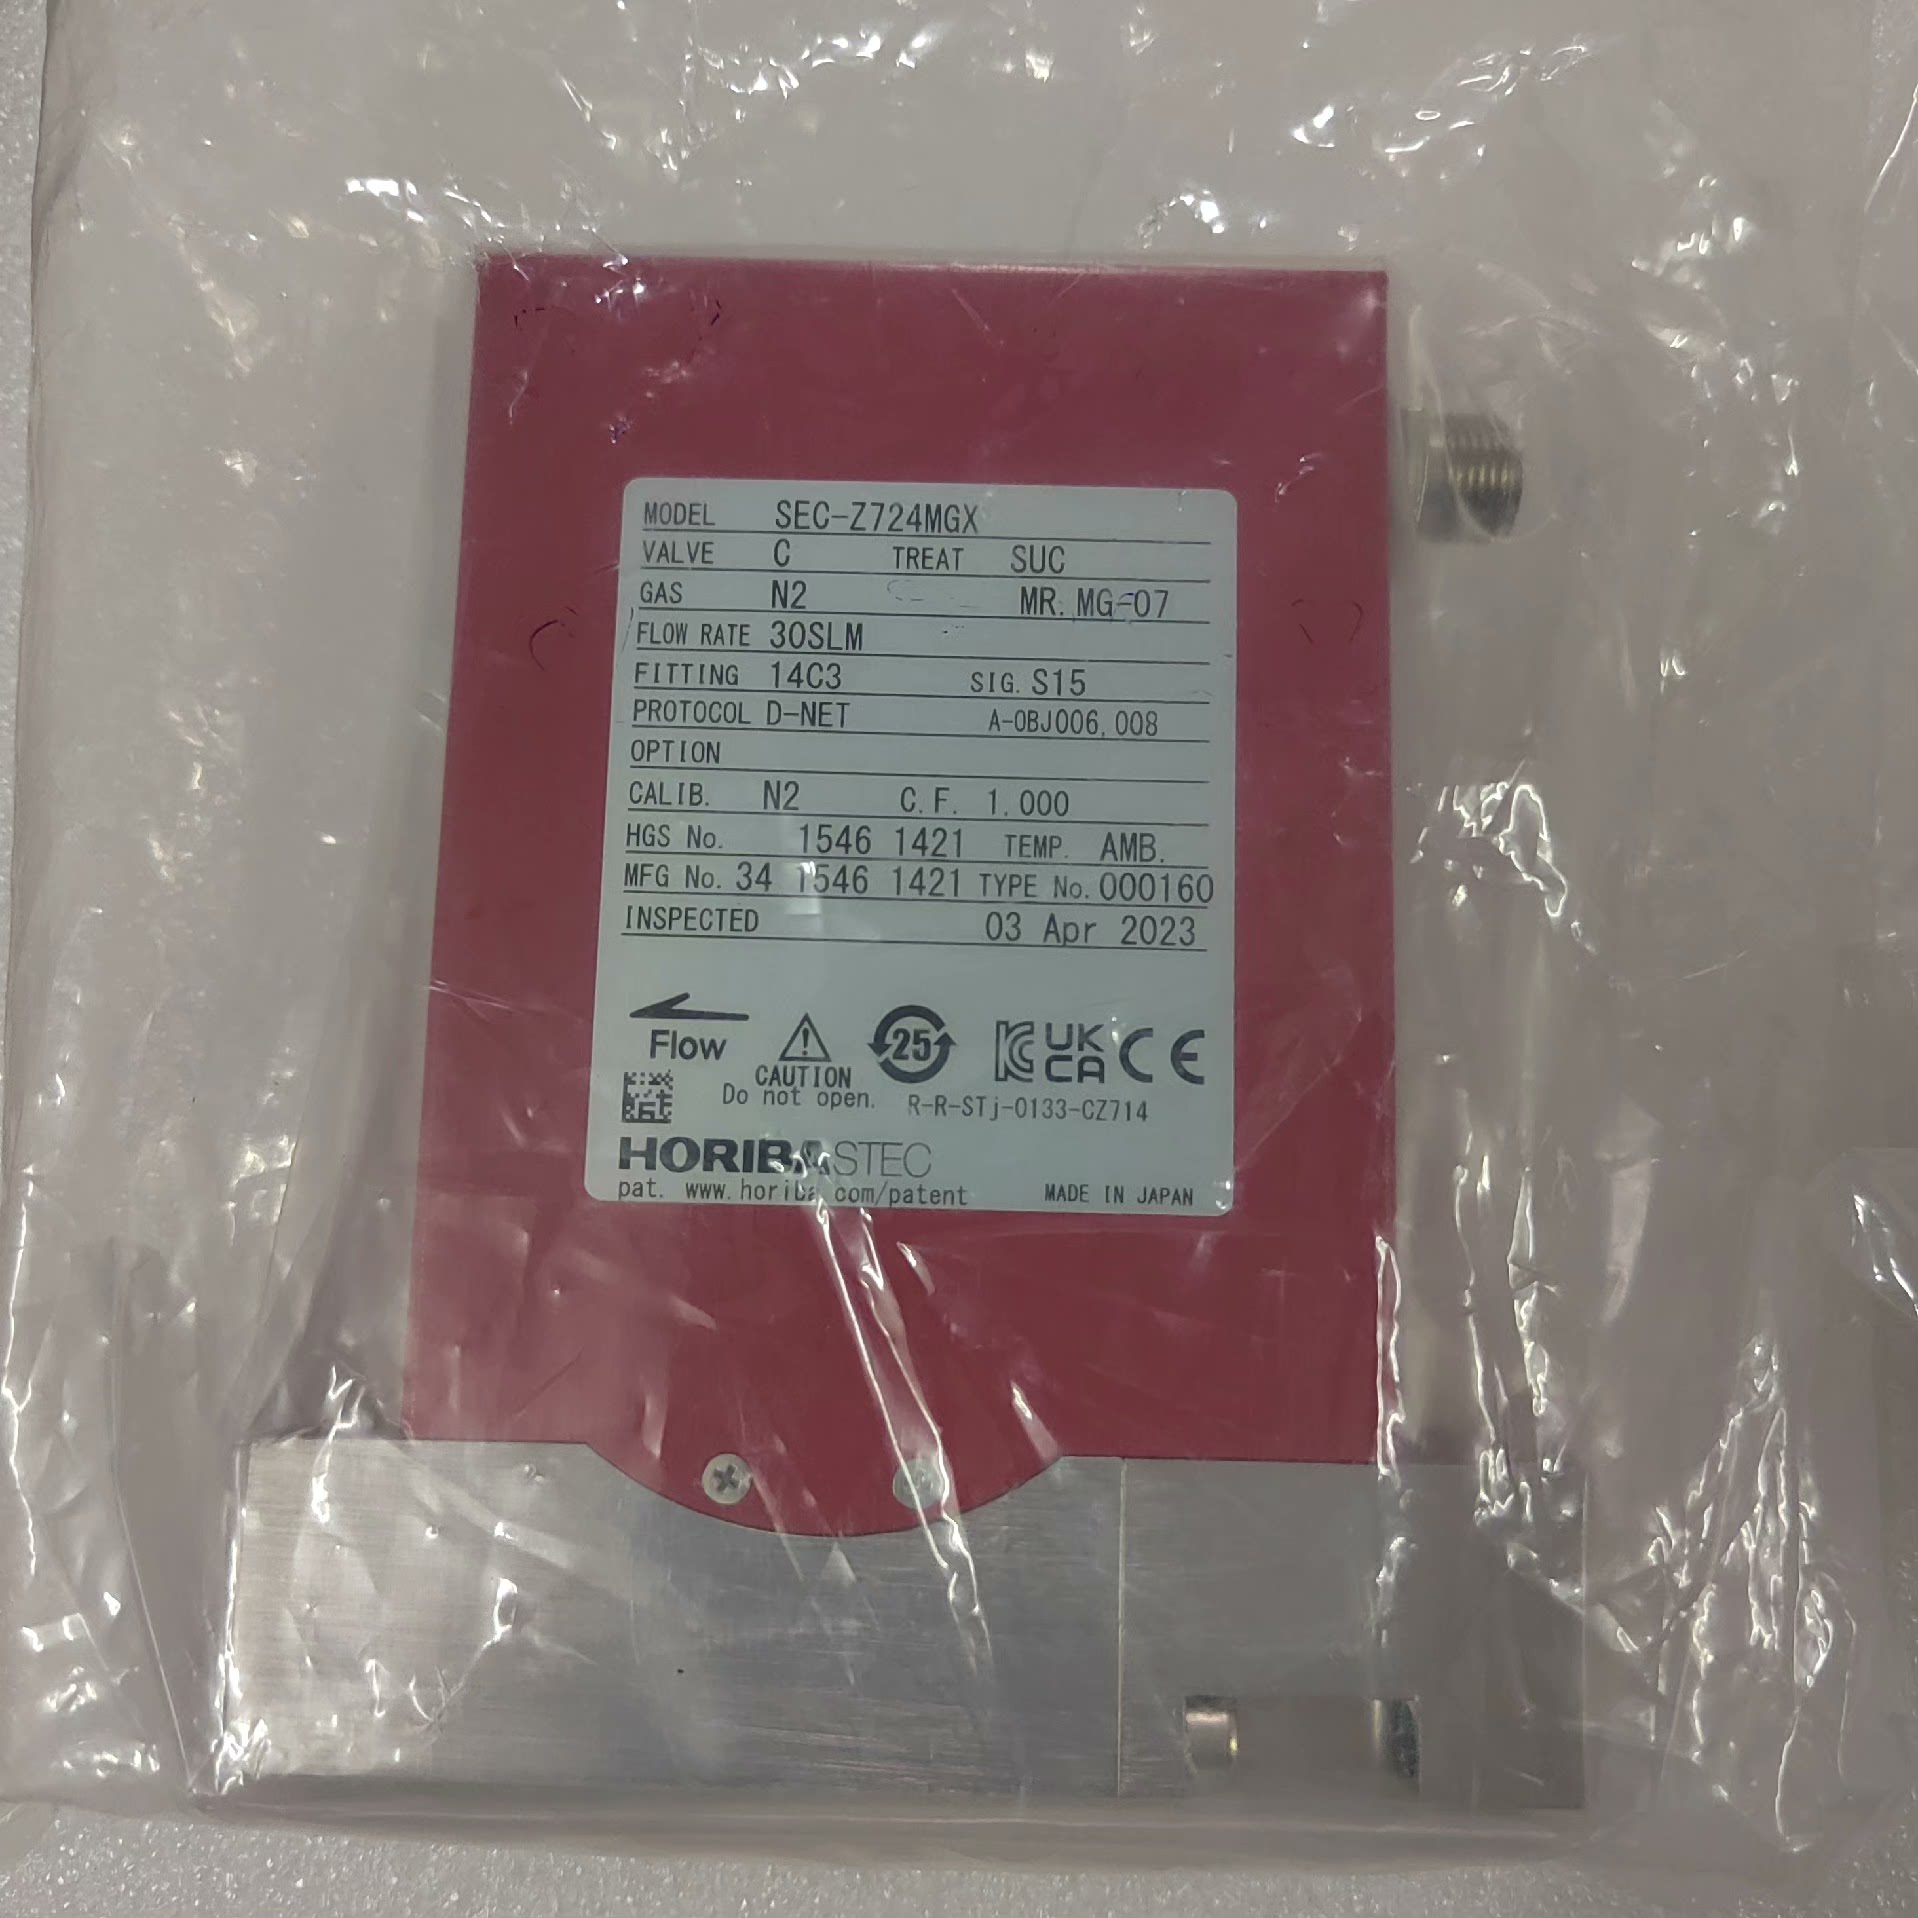 MODEL SEC-Z724MGX
VALVE C TREAT SUC
GAS N2 MR. MG-07
FLOW RATE 30SLM
FITTING 14C3 SIG. S15
PROTOCOL D-NET A-0BJ006,008
OPTION
CALIB. N2 C.F. 1.000
HGS No. 1546 1421 TEMP. AMB.
MFG No. 34 1546 1421 TYPE No. 000160
INSPECTED 03 Apr 2023
Flow 25 UK CA CE
CAUTION
Do not open. R-R-STj-0133-CZ714
HORIBASTEC
pat. www.horiba.com/patent MADE IN JAPAN